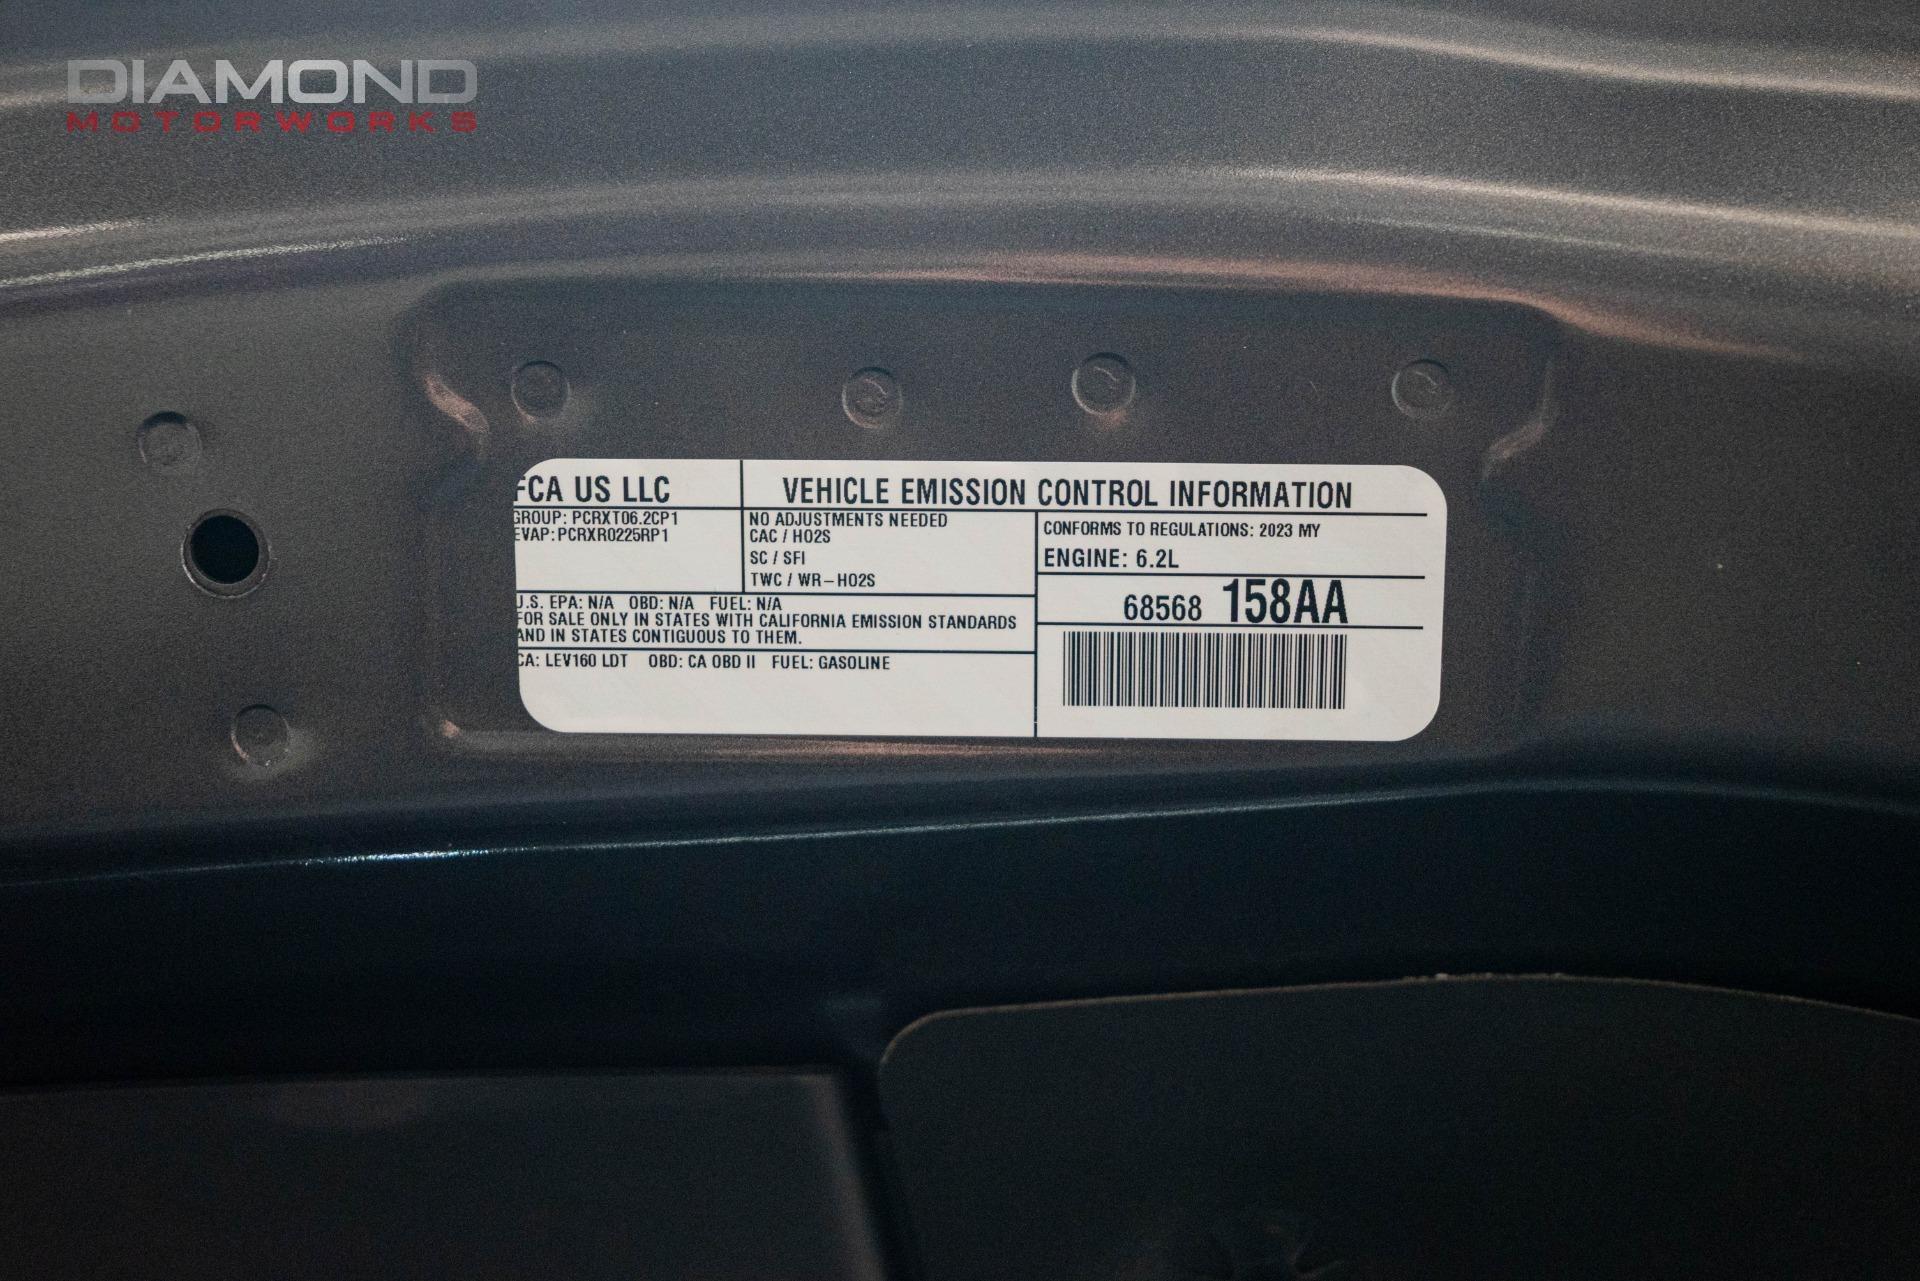 DIAMOND
MOTORWORKS
FCA US LLC
VEHICLE EMISSION CONTROL INFORMATION
GROUP: PCRXT06.2CP1
EVAP: PCRXR0225RP1
NO ADJUSTMENTS NEEDED
CAC / HO2S
SC / SFI
TWC / WR-HO2S
CONFORMS TO REGULATIONS: 2023 MY
ENGINE: 6.2L
68568 158AA
U.S. EPA: N/A OBD: N/A FUEL: N/A
FOR SALE ONLY IN STATES WITH CALIFORNIA EMISSION STANDARDS
AND IN STATES CONTIGUOUS TO THEM.
CA: LEV160 LDT OBD: CA OBD II FUEL: GASOLINE